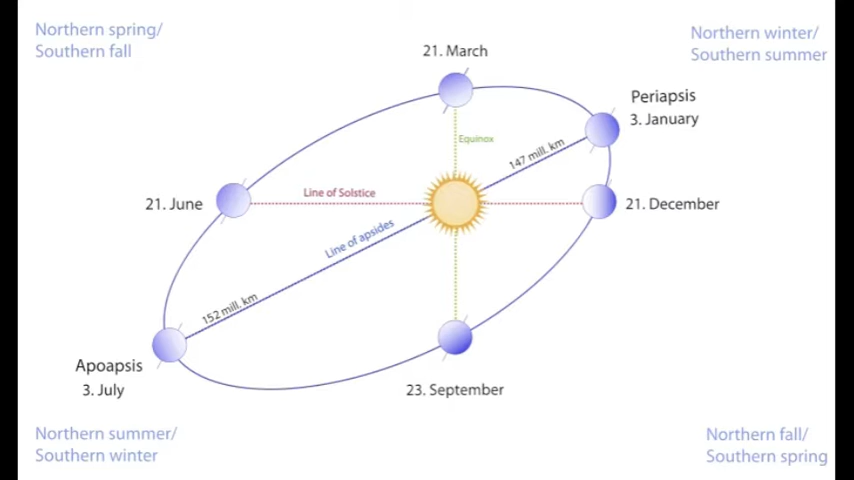 Northern spring/
Southern fall
21. March
Northern winter/
Southern summer
Periapsis
3. January
Equinox
147 mill. km
21. June
Line of Solstice
21. December
Line of apsides
152 mill. km
Apoapsis
3. July
23. September
Northern summer/
Southern winter
Northern fall/
Southern spring